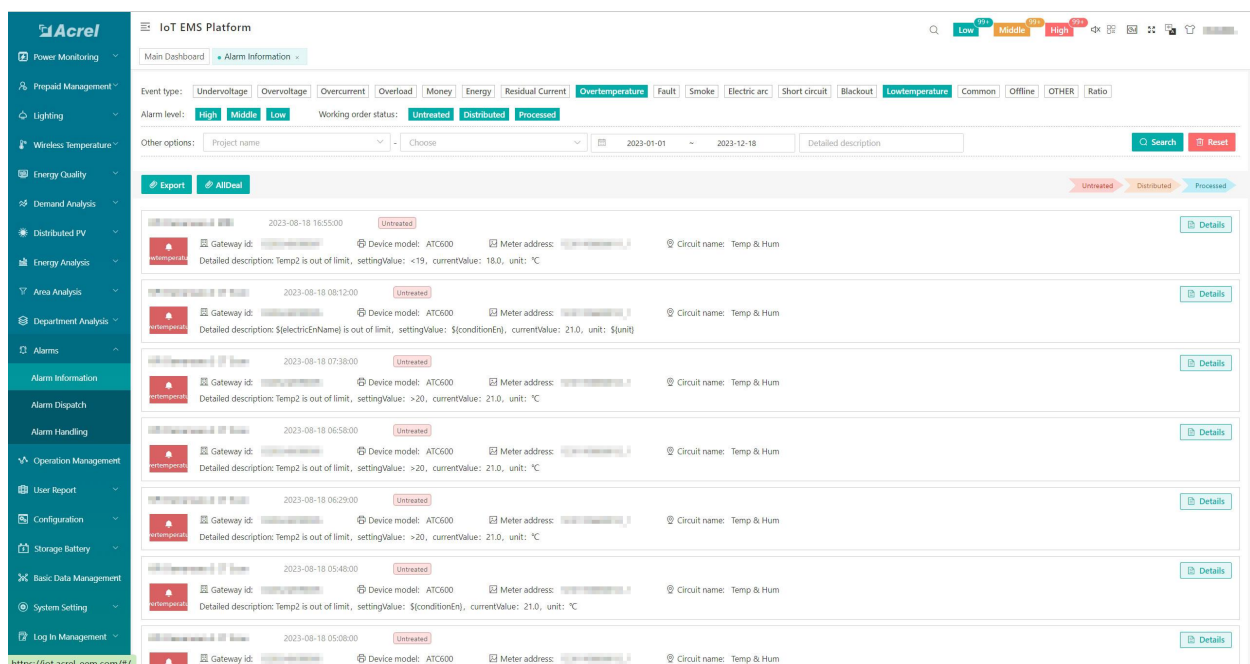 Acrel
IoT EMS Platform
Low 99+ Middle 99+ High 99+
Main Dashboard Alarm Information ×
Power Monitoring
Prepaid Management
Lighting
Wireless Temperature
Energy Quality
Demand Analysis
Distributed PV
Energy Analysis
Area Analysis
Department Analysis
Alarms
Alarm Information
Alarm Dispatch
Alarm Handling
Operation Management
User Report
Configuration
Storage Battery
Basic Data Management
System Setting
Log In Management
https://iot.acrel-eem.com/#/
Event type: Undervoltage Overvoltage Overcurrent Overload Money Energy Residual Current Overtemperature Fault Smoke Electric arc Short circuit Blackout Lowtemperature Common Offline OTHER Ratio
Alarm level: High Middle Low Working order status: Untreated Distributed Processed
Other options: Project name - Choose 2023-01-01 ~ 2023-12-18 Detailed description Search Reset
Export AllDeal Untreated Distributed Processed
2023-08-18 16:55:00 Untreated Details
Gateway id: Device model: ATC600 Meter address: Circuit name: Temp & Hum
wtemperatu
Detailed description: Temp2 is out of limit, settingValue: <19, currentValue: 18.0, unit: ℃
2023-08-18 08:12:00 Untreated Details
Gateway id: Device model: ATC600 Meter address: Circuit name: Temp & Hum
ertemperatu
Detailed description: ${electricEnName} is out of limit, settingValue: ${conditionEn}, currentValue: 21.0, unit: ${unit}
2023-08-18 07:38:00 Untreated Details
Gateway id: Device model: ATC600 Meter address: Circuit name: Temp & Hum
ertemperatu
Detailed description: Temp2 is out of limit, settingValue: >20, currentValue: 21.0, unit: ℃
2023-08-18 06:58:00 Untreated Details
Gateway id: Device model: ATC600 Meter address: Circuit name: Temp & Hum
ertemperatu
Detailed description: Temp2 is out of limit, settingValue: >20, currentValue: 21.0, unit: ℃
2023-08-18 06:29:00 Untreated Details
Gateway id: Device model: ATC600 Meter address: Circuit name: Temp & Hum
ertemperatu
Detailed description: Temp2 is out of limit, settingValue: >20, currentValue: 21.0, unit: ℃
2023-08-18 05:48:00 Untreated Details
Gateway id: Device model: ATC600 Meter address: Circuit name: Temp & Hum
ertemperatu
Detailed description: Temp2 is out of limit, settingValue: ${conditionEn}, currentValue: 21.0, unit: ℃
2023-08-18 05:08:00 Untreated Details
Gateway id: Device model: ATC600 Meter address: Circuit name: Temp & Hum